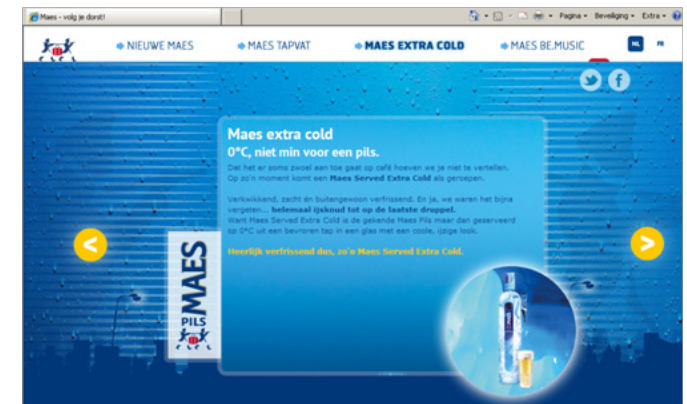 Maes - volg je dorst!
Pagina
Beveiliging
Extra
NIEUWE MAES
MAES TAPVAT
MAES EXTRA COLD
MAES BE.MUSIC
NL
FR
Maes extra cold
0°C, niet min voor een pils.
Dat het er soms zwoel aan toe gaat op café hoeven we je niet te vertellen.
Op zo'n moment komt een Maes Served Extra Cold als geroepen.
Verkwikkend, zacht én buitengewoon verfrissend. En ja, we waren het bijna
vergeten... helemaal ijskoud tot op de laatste druppel.
Want Maes Served Extra Cold is de gekende Maes Pils maar dan geserveerd
op 0°C uit een bevroren tap in een glas met een coole, ijzige look.
Heerlijk verfrissend dus, zo'n Maes Served Extra Cold.
MAES
PILS